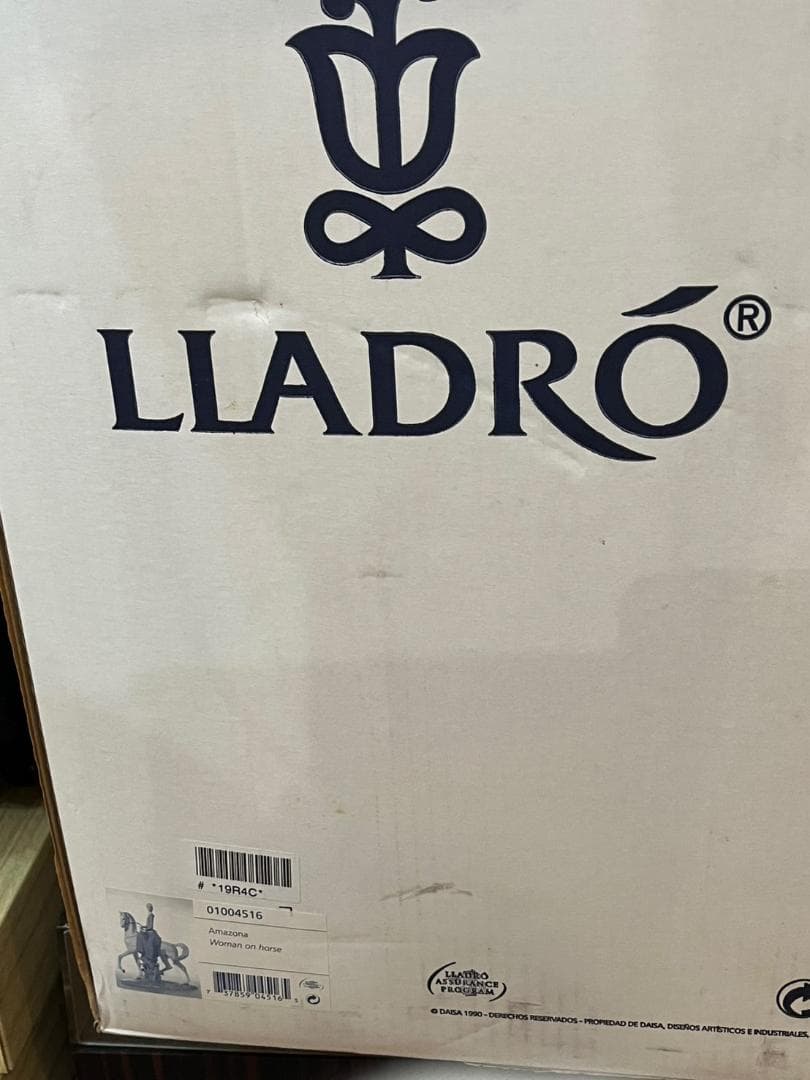 LLADRÓ®
# *19R4C*
01004516
Amazona
Woman on horse
7 37859 04516 5
LLADRÓ
ASSURANCE
PROGRAM
© DAISA 1990 - DERECHOS RESERVADOS - PROPIEDAD DE DAISA, DISEÑOS ARTÍSTICOS E INDUSTRIALES,